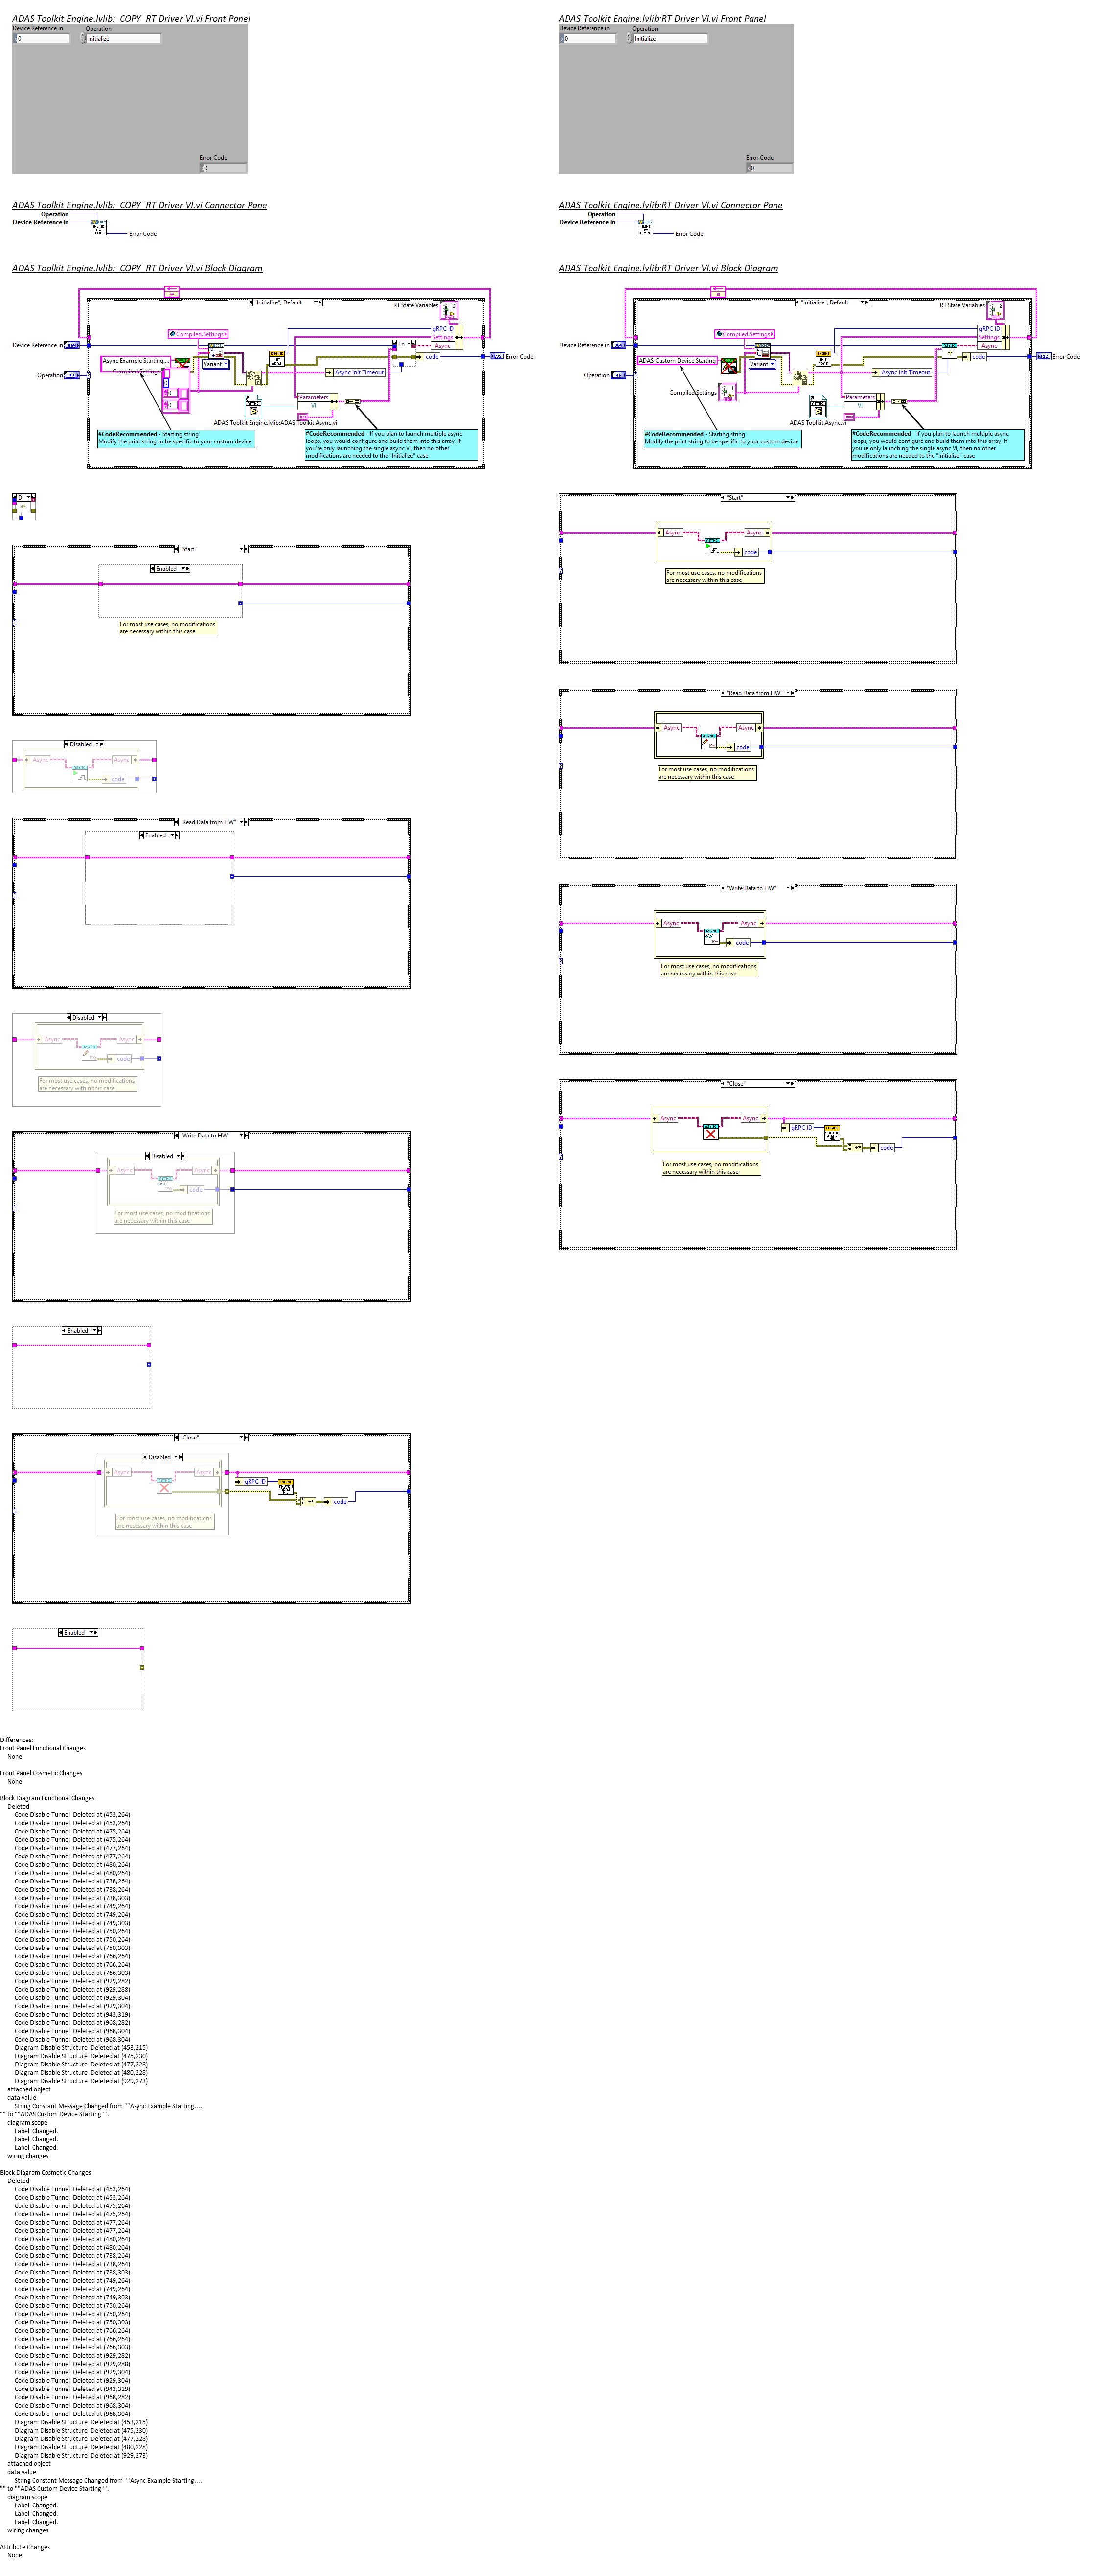 ADAS Toolkit Engine.lvlib:_COPY_RT Driver VI.vi Front Panel
Device Reference in
Operation
0
Initialize
Error Code
0
ADAS Toolkit Engine.lvlib:_COPY_RT Driver VI.vi Connector Pane
Operation
Device Reference in
Error Code
ADAS Toolkit Engine.lvlib:_COPY_RT Driver VI.vi Block Diagram
"Initialize", Default
RT State Variables
Compiled.Settings
gRPC ID
Settings
Async
Device Reference in
En
code
Error Code
Async Example Starting....
Variant
Compiled.Settings
Operation
Async Init Timeout
Parameters
VI
ADAS Toolkit Engine.lvlib:ADAS Toolkit.Async.vi
#CodeRecommended - Starting string
Modify the print string to be specific to your custom device
#CodeRecommended - If you plan to launch multiple async
loops, you would configure and build them into this array. If
you're only launching the single async VI, then no other
modifications are needed to the "Initialize" case
Di
"Start"
Enabled
For most use cases, no modifications
are necessary within this case
Disabled
Async
Async
code
"Read Data from HW"
Enabled
Disabled
Async
Async
code
For most use cases, no modifications
are necessary within this case
"Write Data to HW"
Disabled
Async
Async
code
For most use cases, no modifications
are necessary within this case
Enabled
"Close"
Disabled
Async
Async
gRPC ID
code
For most use cases, no modifications
are necessary within this case
Enabled
ADAS Toolkit Engine.lvlib:RT Driver VI.vi Front Panel
Device Reference in
Operation
0
Initialize
Error Code
0
ADAS Toolkit Engine.lvlib:RT Driver VI.vi Connector Pane
Operation
Device Reference in
Error Code
ADAS Toolkit Engine.lvlib:RT Driver VI.vi Block Diagram
"Initialize", Default
RT State Variables
Compiled.Settings
gRPC ID
Settings
Async
Device Reference in
code
Error Code
ADAS Custom Device Starting
Variant
Operation
Async Init Timeout
Compiled.Settings
Parameters
VI
ADAS Toolkit.Async.vi
#CodeRecommended - Starting string
Modify the print string to be specific to your custom device
#CodeRecommended - If you plan to launch multiple async
loops, you would configure and build them into this array. If
you're only launching the single async VI, then no other
modifications are needed to the "Initialize" case
"Start"
Async
Async
code
For most use cases, no modifications
are necessary within this case
"Read Data from HW"
Async
Async
code
For most use cases, no modifications
are necessary within this case
"Write Data to HW"
Async
Async
code
For most use cases, no modifications
are necessary within this case
"Close"
Async
Async
gRPC ID
code
For most use cases, no modifications
are necessary within this case
Differences:
Front Panel Functional Changes
None
Front Panel Cosmetic Changes
None
Block Diagram Functional Changes
Deleted
Code Disable Tunnel  Deleted at (453,264)
Code Disable Tunnel  Deleted at (453,264)
Code Disable Tunnel  Deleted at (475,264)
Code Disable Tunnel  Deleted at (475,264)
Code Disable Tunnel  Deleted at (477,264)
Code Disable Tunnel  Deleted at (477,264)
Code Disable Tunnel  Deleted at (480,264)
Code Disable Tunnel  Deleted at (480,264)
Code Disable Tunnel  Deleted at (738,264)
Code Disable Tunnel  Deleted at (738,264)
Code Disable Tunnel  Deleted at (738,303)
Code Disable Tunnel  Deleted at (749,264)
Code Disable Tunnel  Deleted at (749,264)
Code Disable Tunnel  Deleted at (749,303)
Code Disable Tunnel  Deleted at (750,264)
Code Disable Tunnel  Deleted at (750,264)
Code Disable Tunnel  Deleted at (750,303)
Code Disable Tunnel  Deleted at (766,264)
Code Disable Tunnel  Deleted at (766,264)
Code Disable Tunnel  Deleted at (766,303)
Code Disable Tunnel  Deleted at (929,282)
Code Disable Tunnel  Deleted at (929,288)
Code Disable Tunnel  Deleted at (929,304)
Code Disable Tunnel  Deleted at (929,304)
Code Disable Tunnel  Deleted at (943,319)
Code Disable Tunnel  Deleted at (968,282)
Code Disable Tunnel  Deleted at (968,304)
Code Disable Tunnel  Deleted at (968,304)
Diagram Disable Structure  Deleted at (453,215)
Diagram Disable Structure  Deleted at (475,230)
Diagram Disable Structure  Deleted at (477,228)
Diagram Disable Structure  Deleted at (480,228)
Diagram Disable Structure  Deleted at (929,273)
attached object
data value
String Constant Message Changed from ""Async Example Starting.....
"" to ""ADAS Custom Device Starting"".
diagram scope
Label  Changed.
Label  Changed.
Label  Changed.
wiring changes
Block Diagram Cosmetic Changes
Deleted
Code Disable Tunnel  Deleted at (453,264)
Code Disable Tunnel  Deleted at (453,264)
Code Disable Tunnel  Deleted at (475,264)
Code Disable Tunnel  Deleted at (475,264)
Code Disable Tunnel  Deleted at (477,264)
Code Disable Tunnel  Deleted at (477,264)
Code Disable Tunnel  Deleted at (480,264)
Code Disable Tunnel  Deleted at (480,264)
Code Disable Tunnel  Deleted at (738,264)
Code Disable Tunnel  Deleted at (738,264)
Code Disable Tunnel  Deleted at (738,303)
Code Disable Tunnel  Deleted at (749,264)
Code Disable Tunnel  Deleted at (749,264)
Code Disable Tunnel  Deleted at (749,303)
Code Disable Tunnel  Deleted at (750,264)
Code Disable Tunnel  Deleted at (750,264)
Code Disable Tunnel  Deleted at (750,303)
Code Disable Tunnel  Deleted at (766,264)
Code Disable Tunnel  Deleted at (766,264)
Code Disable Tunnel  Deleted at (766,303)
Code Disable Tunnel  Deleted at (929,282)
Code Disable Tunnel  Deleted at (929,288)
Code Disable Tunnel  Deleted at (929,304)
Code Disable Tunnel  Deleted at (929,304)
Code Disable Tunnel  Deleted at (943,319)
Code Disable Tunnel  Deleted at (968,282)
Code Disable Tunnel  Deleted at (968,304)
Code Disable Tunnel  Deleted at (968,304)
Diagram Disable Structure  Deleted at (453,215)
Diagram Disable Structure  Deleted at (475,230)
Diagram Disable Structure  Deleted at (477,228)
Diagram Disable Structure  Deleted at (480,228)
Diagram Disable Structure  Deleted at (929,273)
attached object
data value
String Constant Message Changed from ""Async Example Starting.....
"" to ""ADAS Custom Device Starting"".
diagram scope
Label  Changed.
Label  Changed.
Label  Changed.
wiring changes
Attribute Changes
None